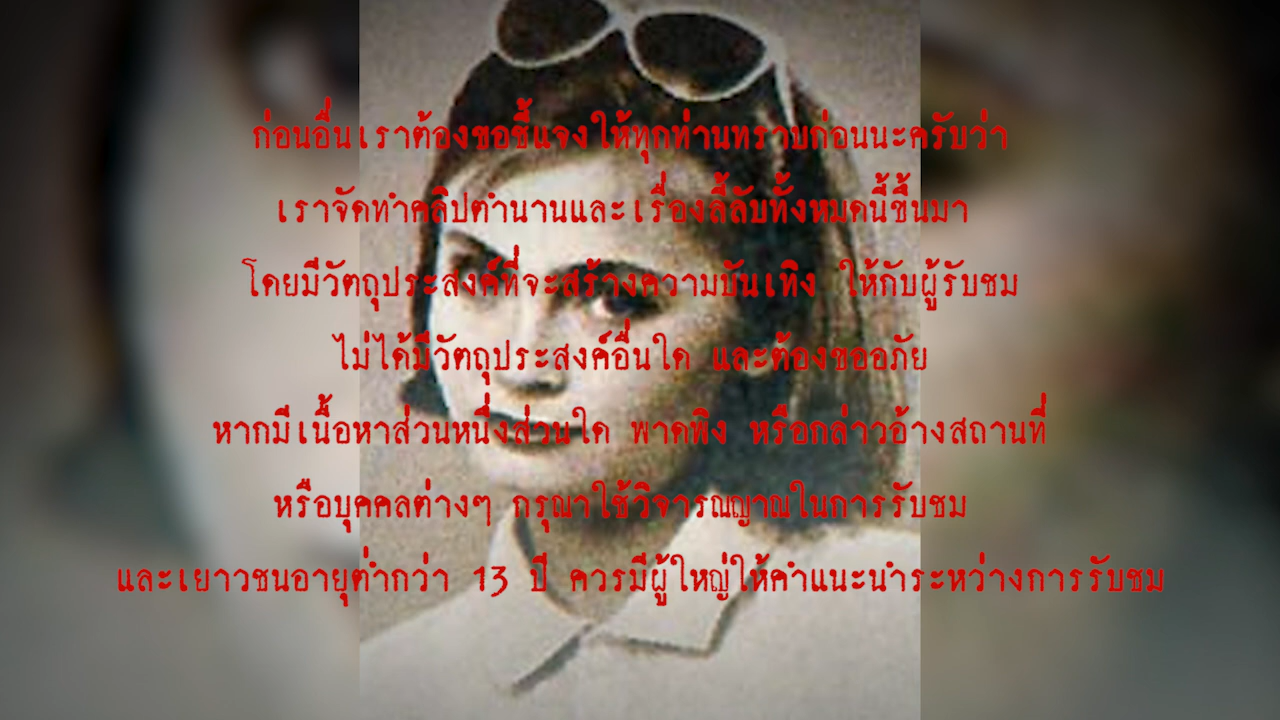 ก่อนอื่นเราต้องขอชี้แจงให้ทุกท่านทราบก่อนนะครับว่า
เราจัดทำคลิปตำนานและเรื่องลี้ลับทั้งหมดนี้ขึ้นมา
โดยมีวัตถุประสงค์ที่จะสร้างความบันเทิง ให้กับผู้รับชม
ไม่ได้มีวัตถุประสงค์อื่นใด และต้องขออภัย
หากมีเนื้อหาส่วนหนึ่งส่วนใด พาดพิง หรือกล่าวอ้างสถานที่
หรือบุคคลต่างๆ กรุณาใช้วิจารณญาณในการรับชม
และเยาวชนอายุต่ำกว่า 13 ปี ควรมีผู้ใหญ่ให้คำแนะนำระหว่างการรับชม